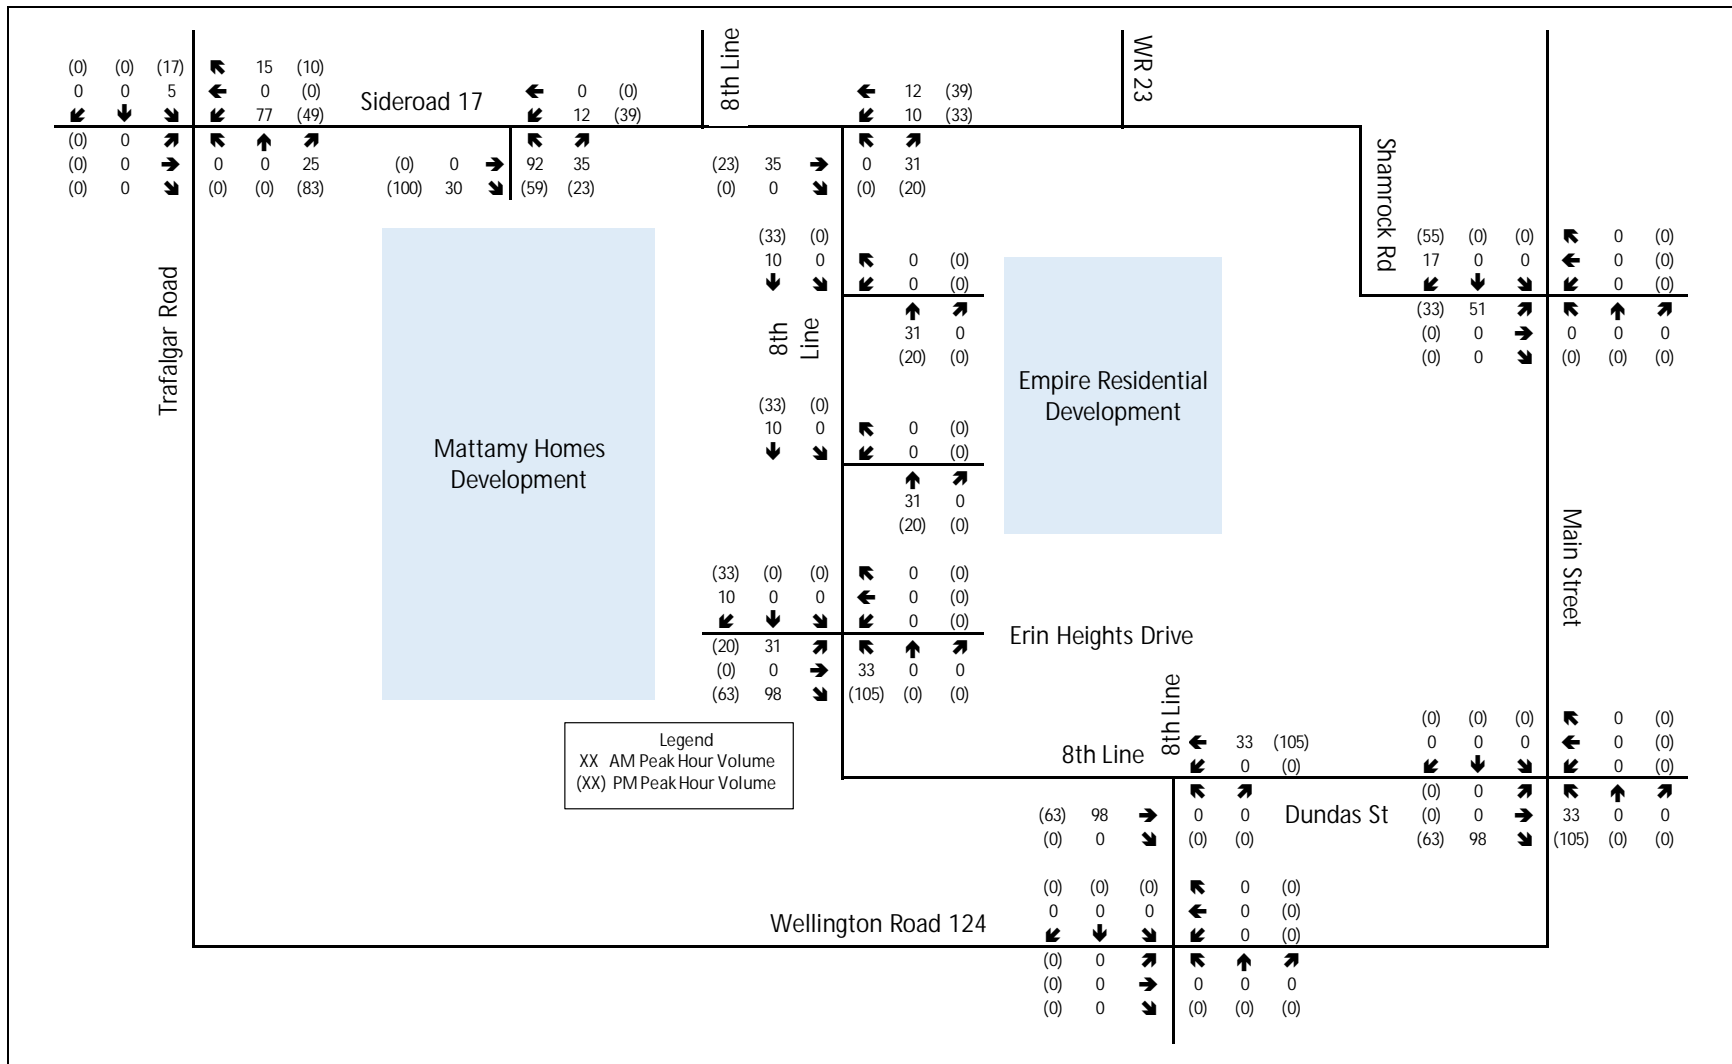 (0) (0) (17) 15 (10)
0 0 5 0 (0)
77 (49)
(0) 0
(0) 0 0 0 25
(0) 0 (0) (0) (83)
Sideroad 17
0 (0)
12 (39)
(0) 0 92 35
(100) 30 (59) (23)
8th Line
12 (39)
10 (33)
(23) 35 0 31
(0) 0 (0) (20)
WR 23
Shamrock Rd
(33) (0)
10 0 0 (0)
0 (0)
31 0
(20) (0)
8th
Line
(55) (0) (0) 0 (0)
17 0 0 0 (0)
0 (0)
(33) 51
(0) 0 0 0 0
(0) 0 (0) (0) (0)
Trafalgar Road
Mattamy Homes
Development
Empire Residential
Development
(33) (0)
10 0 0 (0)
0 (0)
31 0
(20) (0)
Main Street
(33) (0) (0) 0 (0)
10 0 0 0 (0)
0 (0)
(20) 31
(0) 0 33 0 0
(63) 98 (105) (0) (0)
Erin Heights Drive
Legend
XX AM Peak Hour Volume
(XX) PM Peak Hour Volume
8th Line
8th Line
33 (105)
0 (0)
(63) 98 0 0
(0) 0 (0) (0)
Dundas St
(0) (0) (0) 0 (0)
0 0 0 0 (0)
0 (0)
(0) 0
(0) 0 33 0 0
(63) 98 (105) (0) (0)
Wellington Road 124
(0) (0) (0) 0 (0)
0 0 0 0 (0)
0 (0)
(0) 0
(0) 0 0 0 0
(0) 0 (0) (0) (0)